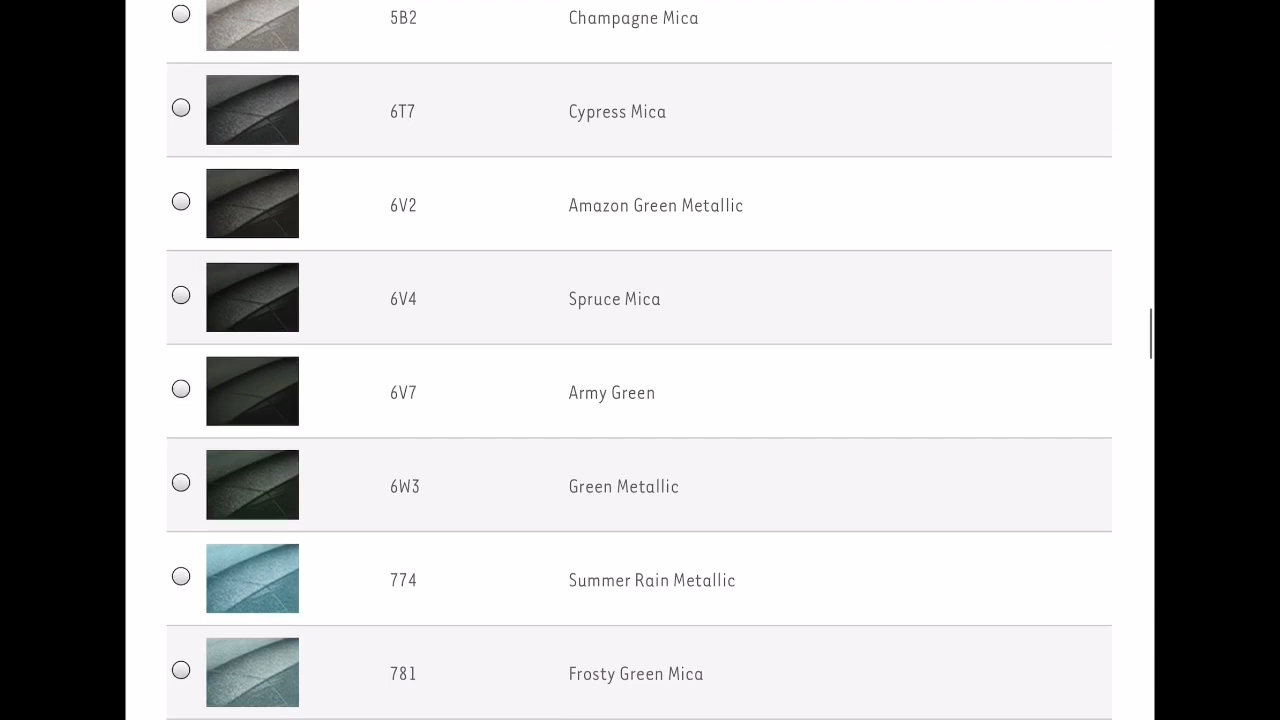 5B2 Champagne Mica
6T7 Cypress Mica
6V2 Amazon Green Metallic
6V4 Spruce Mica
6V7 Army Green
6W3 Green Metallic
774 Summer Rain Metallic
781 Frosty Green Mica